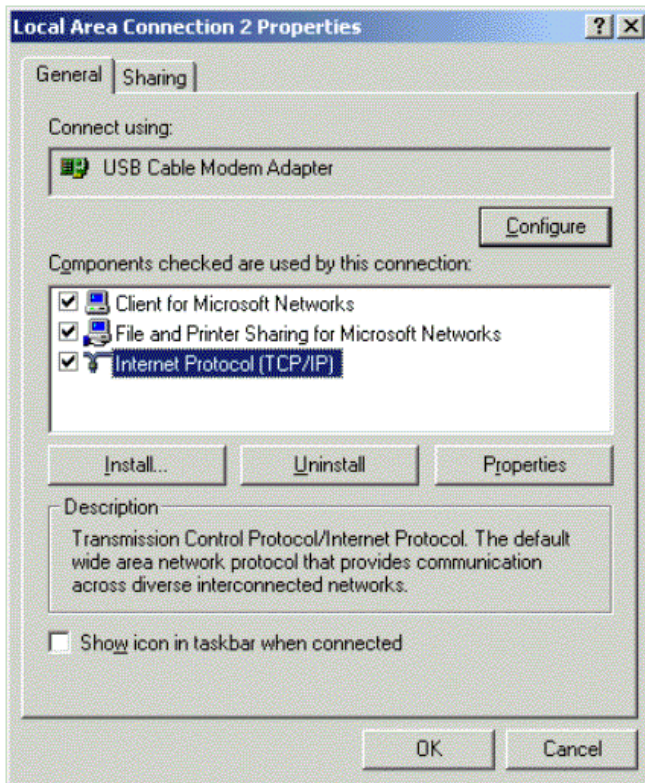 Local Area Connection 2 Properties
General
Sharing
Connect using:
USB Cable Modem Adapter
Configure
Components checked are used by this connection:
Client for Microsoft Networks
File and Printer Sharing for Microsoft Networks
Internet Protocol (TCP/IP)
Install...
Uninstall
Properties
Description
Transmission Control Protocol/Internet Protocol. The default
wide area network protocol that provides communication
across diverse interconnected networks.
Show icon in taskbar when connected
OK
Cancel